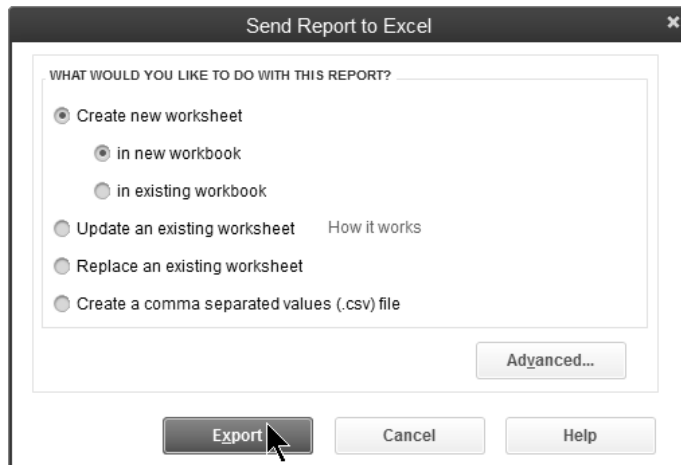 Send Report to Excel
WHAT WOULD YOU LIKE TO DO WITH THIS REPORT?
Create new worksheet
in new workbook
in existing workbook
Update an existing worksheet How it works
Replace an existing worksheet
Create a comma separated values (.csv) file
Advanced...
Export Cancel Help